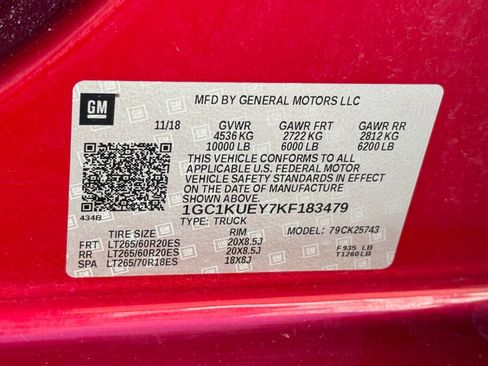 GM
MFD BY GENERAL MOTORS LLC
11/18 GVWR GAWR FRT GAWR RR
4536 KG 2722 KG 2812 KG
10000 LB 6000 LB 6200 LB
THIS VEHICLE CONFORMS TO ALL
APPLICABLE U.S. FEDERAL MOTOR
VEHICLE SAFETY STANDARDS IN
EFFECT ON THE DATE OF
MANUFACTURE SHOWN ABOVE.
1GC1KUEY7KF183479
434B TYPE: TRUCK MODEL: 79CK25743
TIRE SIZE RIM
FRT LT265/60R20ES 20X8.5J F 935 LB
RR LT265/60R20ES 20X8.5J T1260 LB
SPA LT265/70R18ES 18X8J